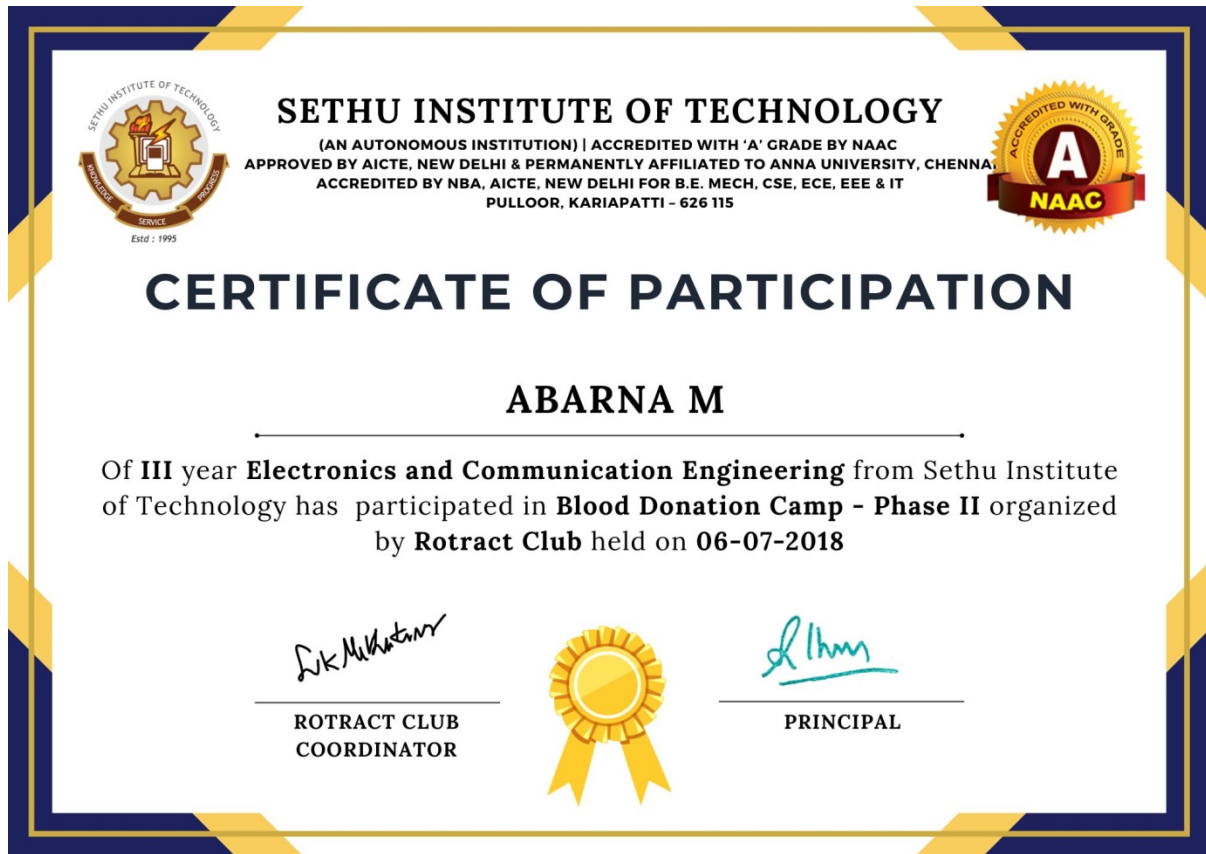 SETHU INSTITUTE OF TECHNOLOGY
KNOWLEDGE
SERVICE
PROGRESS
Estd : 1995
SETHU INSTITUTE OF TECHNOLOGY
(AN AUTONOMOUS INSTITUTION) | ACCREDITED WITH ‘A’ GRADE BY NAAC
APPROVED BY AICTE, NEW DELHI & PERMANENTLY AFFILIATED TO ANNA UNIVERSITY, CHENNA
ACCREDITED BY NBA, AICTE, NEW DELHI FOR B.E. MECH, CSE, ECE, EEE & IT
PULLOOR, KARIAPATTI – 626 115
ACCREDITED WITH GRADE
A
NAAC
CERTIFICATE OF PARTICIPATION
ABARNA M
Of III year Electronics and Communication Engineering from Sethu Institute
of Technology has participated in Blood Donation Camp - Phase II organized
by Rotract Club held on 06-07-2018
ROTRACT CLUB
COORDINATOR
PRINCIPAL